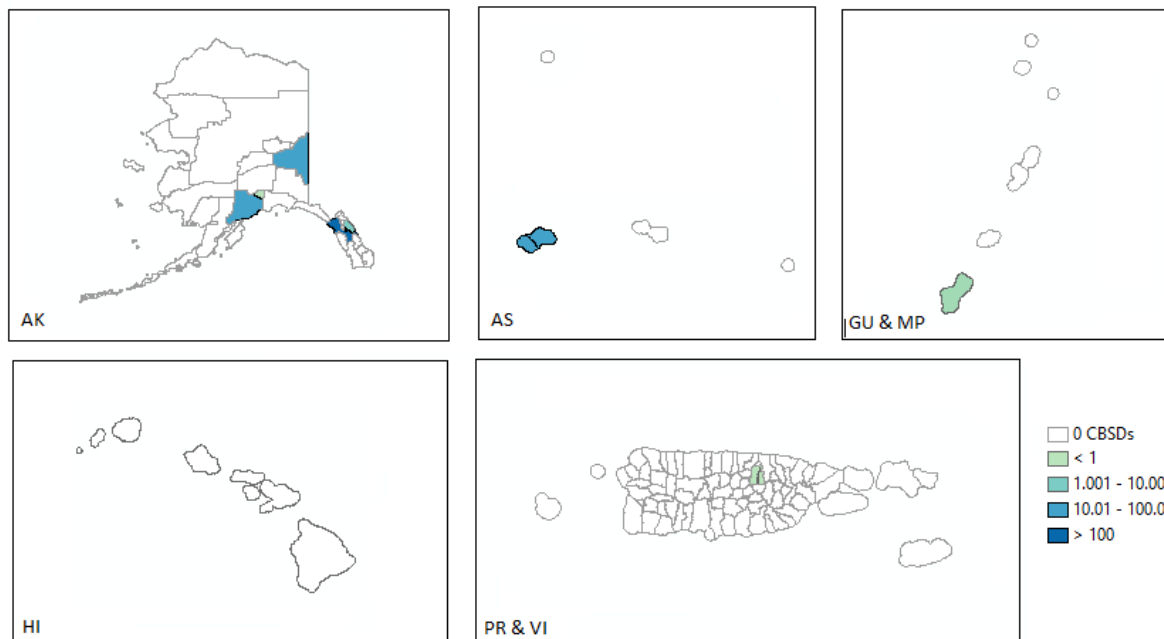 AK
AS
GU & MP
HI
PR & VI
0 CBSDs
< 1
1.001 - 10.00
10.01 - 100.0
> 100